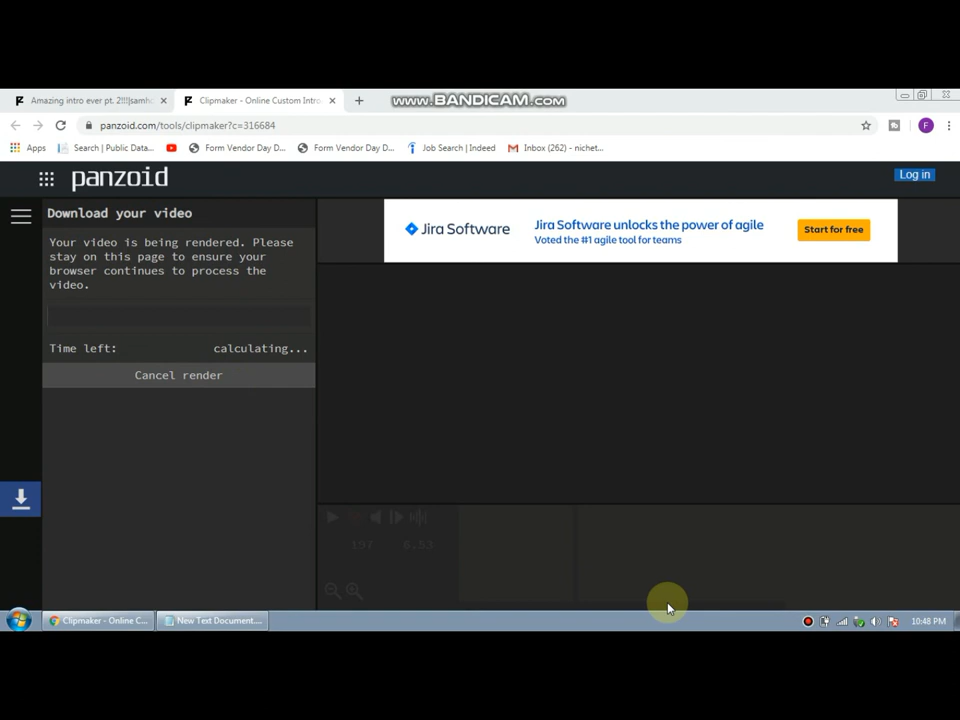 www.BANDICAM.com
Amazing intro ever pt. 2!!!|samh
Clipmaker - Online Custom Intro
panzoid.com/tools/clipmaker?c=316684
F
Apps
Search | Public Data...
Form Vendor Day D...
Form Vendor Day D...
Job Search | Indeed
Inbox (262) - nichet...
panzoid
Log in
Download your video
Your video is being rendered. Please
stay on this page to ensure your
browser continues to process the
video.
Time left: calculating...
Cancel render
Jira Software
Jira Software unlocks the power of agile
Voted the #1 agile tool for teams
Start for free
197 6.53
Clipmaker - Online C...
New Text Document....
10:48 PM